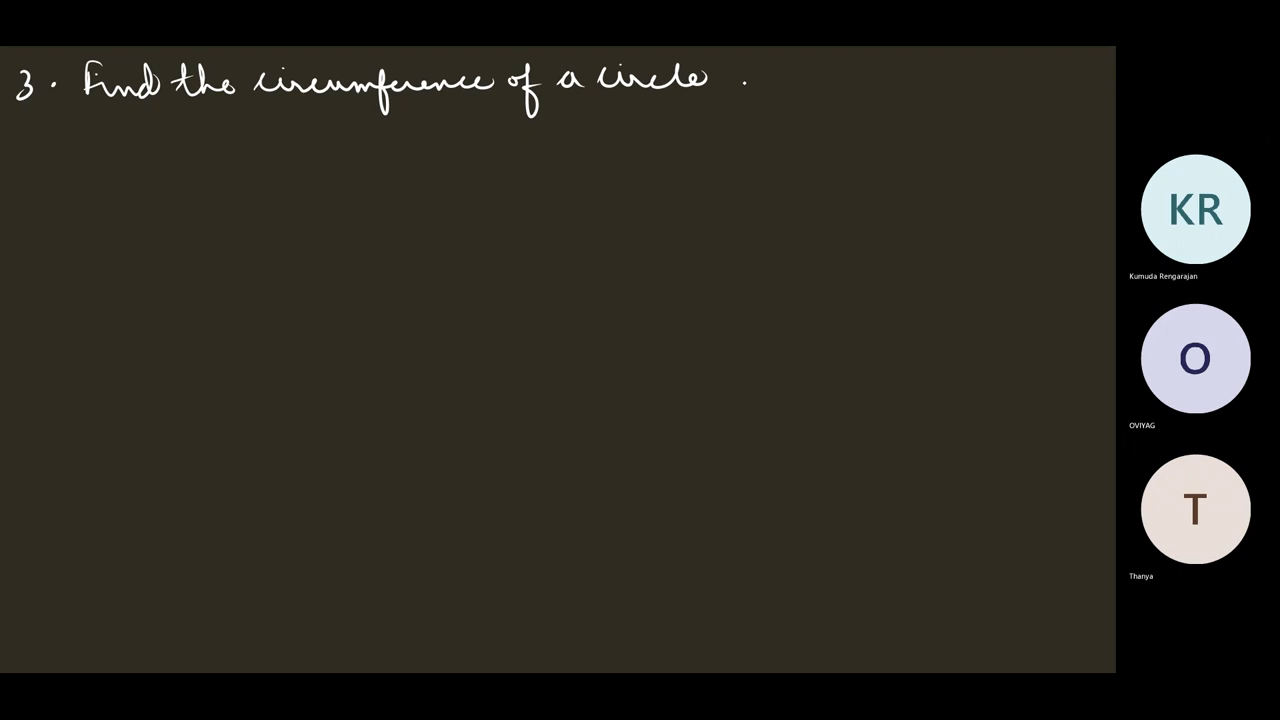 3. Find the circumference of a circle.
KR
Kumuda Rengarajan
O
OVIYAG
T
Thanya